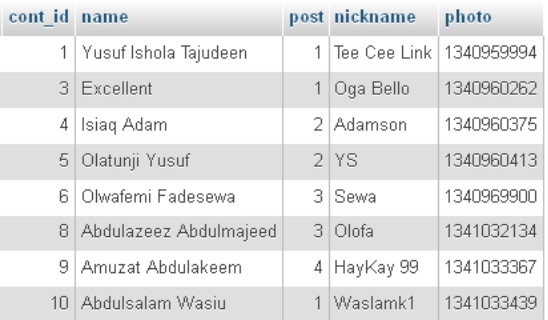 cont_id name post nickname photo
1 Yusuf Ishola Tajudeen 1 Tee Cee Link 1340959994
3 Excellent 1 Oga Bello 1340960262
4 Isiaq Adam 2 Adamson 1340960375
5 Olatunji Yusuf 2 YS 1340960413
6 Olwafemi Fadesewa 3 Sewa 1340969900
8 Abdulazeez Abdulmajeed 3 Olofa 1341032134
9 Amuzat Abdulakeem 4 HayKay 99 1341033367
10 Abdulsalam Wasiu 1 Waslamk1 1341033439